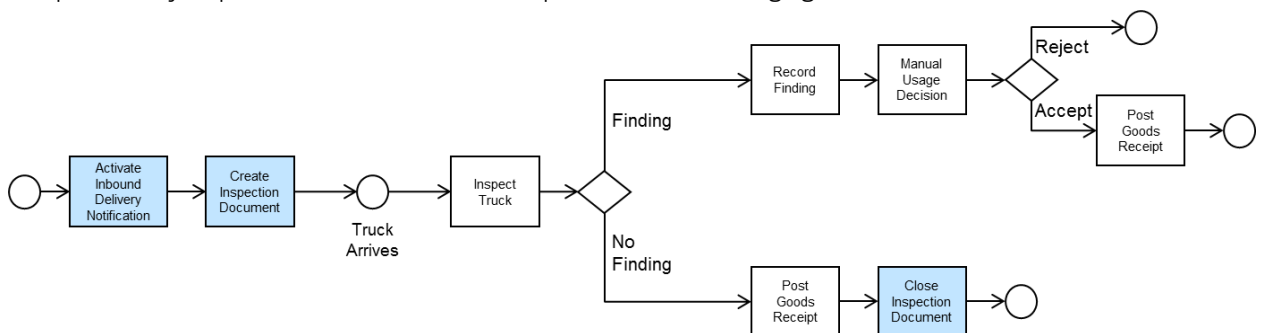 Reject
Record
Finding
Manual
Usage
Decision
Finding
Accept
Post
Goods
Receipt
Activate
Inbound
Delivery
Notification
Create
Inspection
Document
Truck
Arrives
Inspect
Truck
No
Finding
Post
Goods
Receipt
Close
Inspection
Document